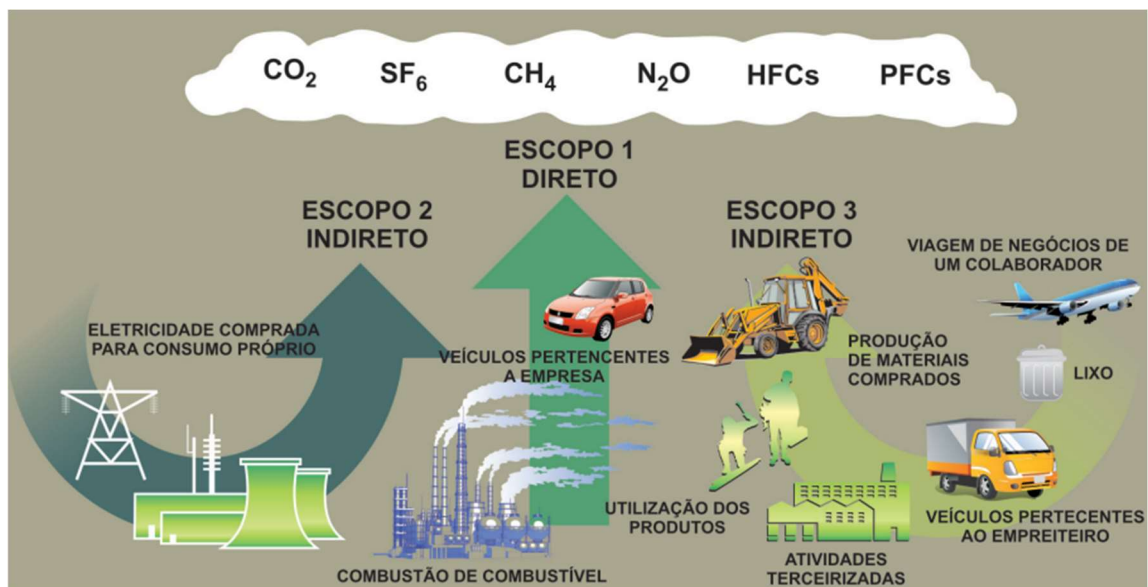 CO₂ SF₆ CH₄ N₂O HFCs PFCs
ESCOPO 1
DIRETO
ESCOPO 2
INDIRETO
ESCOPO 3
INDIRETO
VIAGEM DE NEGÓCIOS DE
UM COLABORADOR
ELETRICIDADE COMPRADA
PARA CONSUMO PRÓPRIO
VEÍCULOS PERTENCENTES
A EMPRESA
PRODUÇÃO
DE MATERIAIS
COMPRADOS
LIXO
UTILIZAÇÃO DOS
PRODUTOS
VEÍCULOS PERTECENTES
AO EMPREITEIRO
COMBUSTÃO DE COMBUSTÍVEL
ATIVIDADES
TERCEIRIZADAS